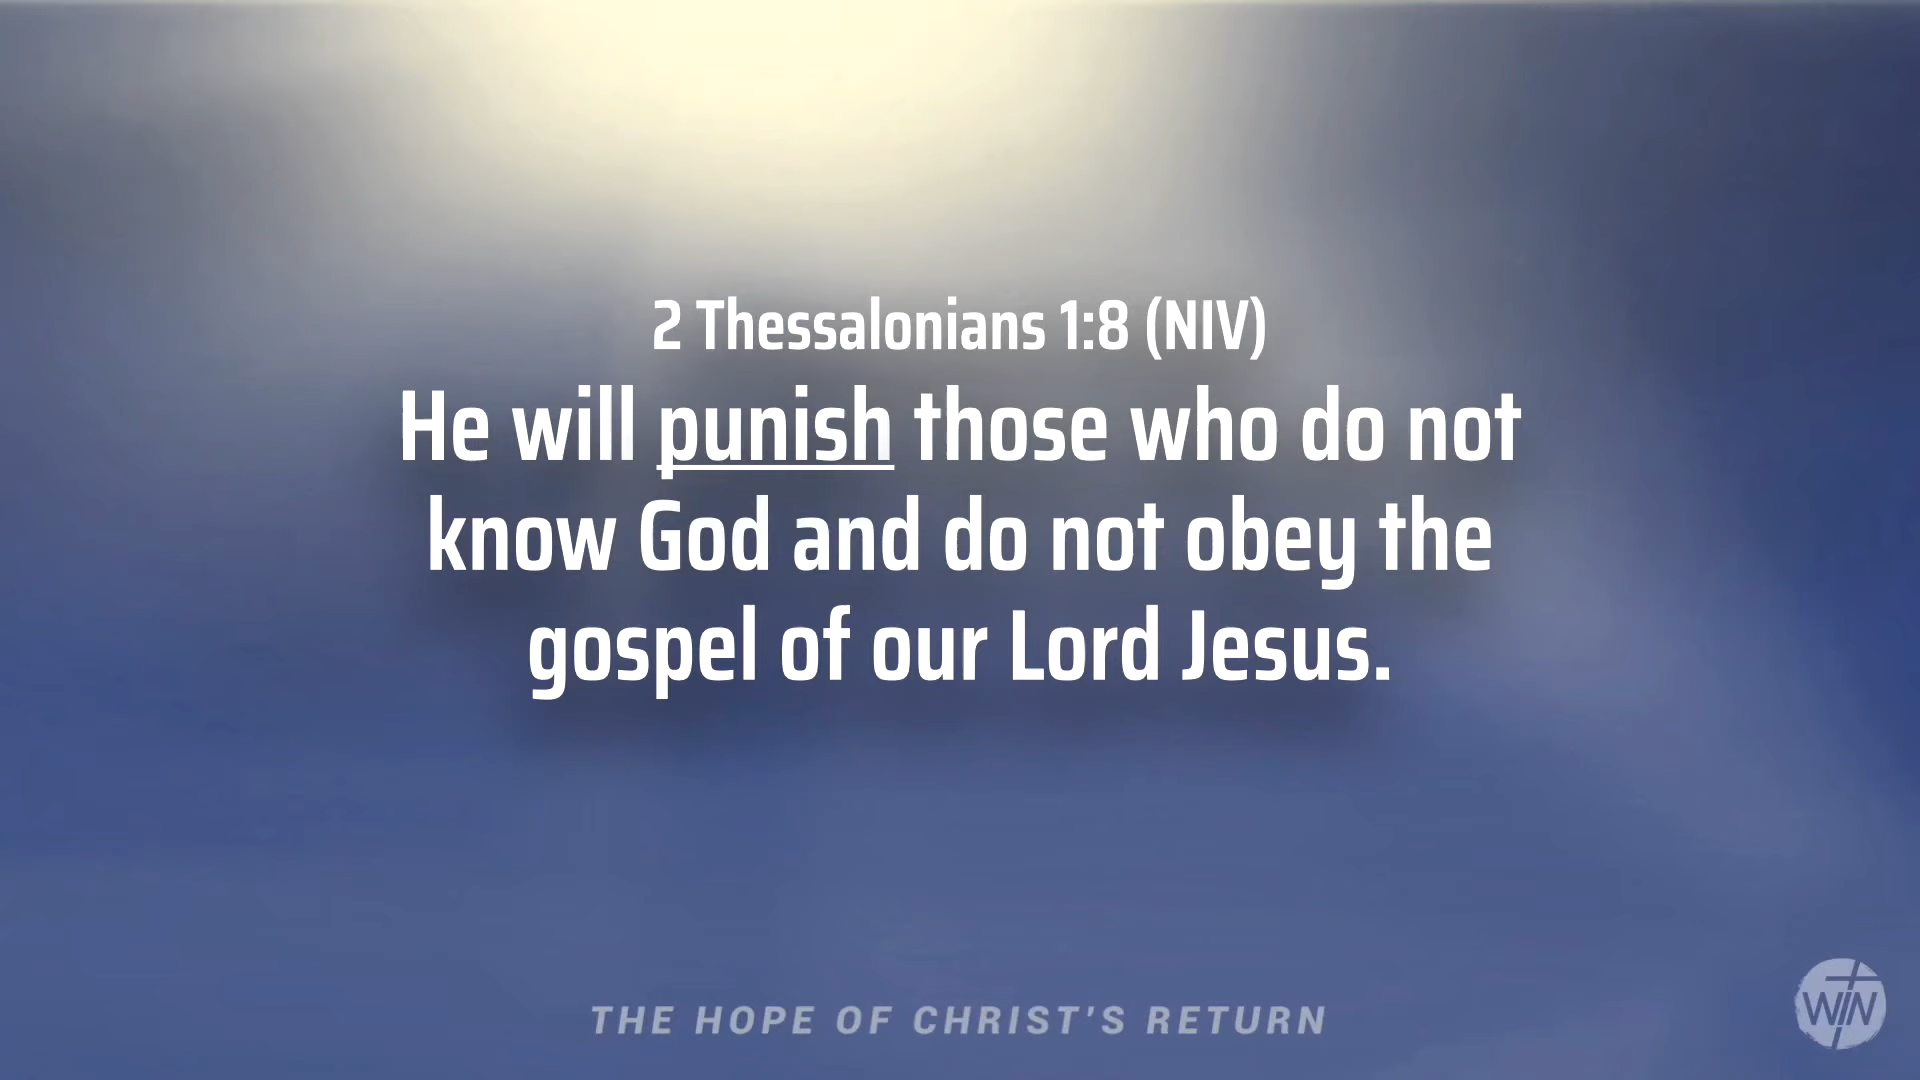 2 Thessalonians 1:8 (NIV)
He will punish those who do not
know God and do not obey the
gospel of our Lord Jesus.
THE HOPE OF CHRIST'S RETURN
WIN